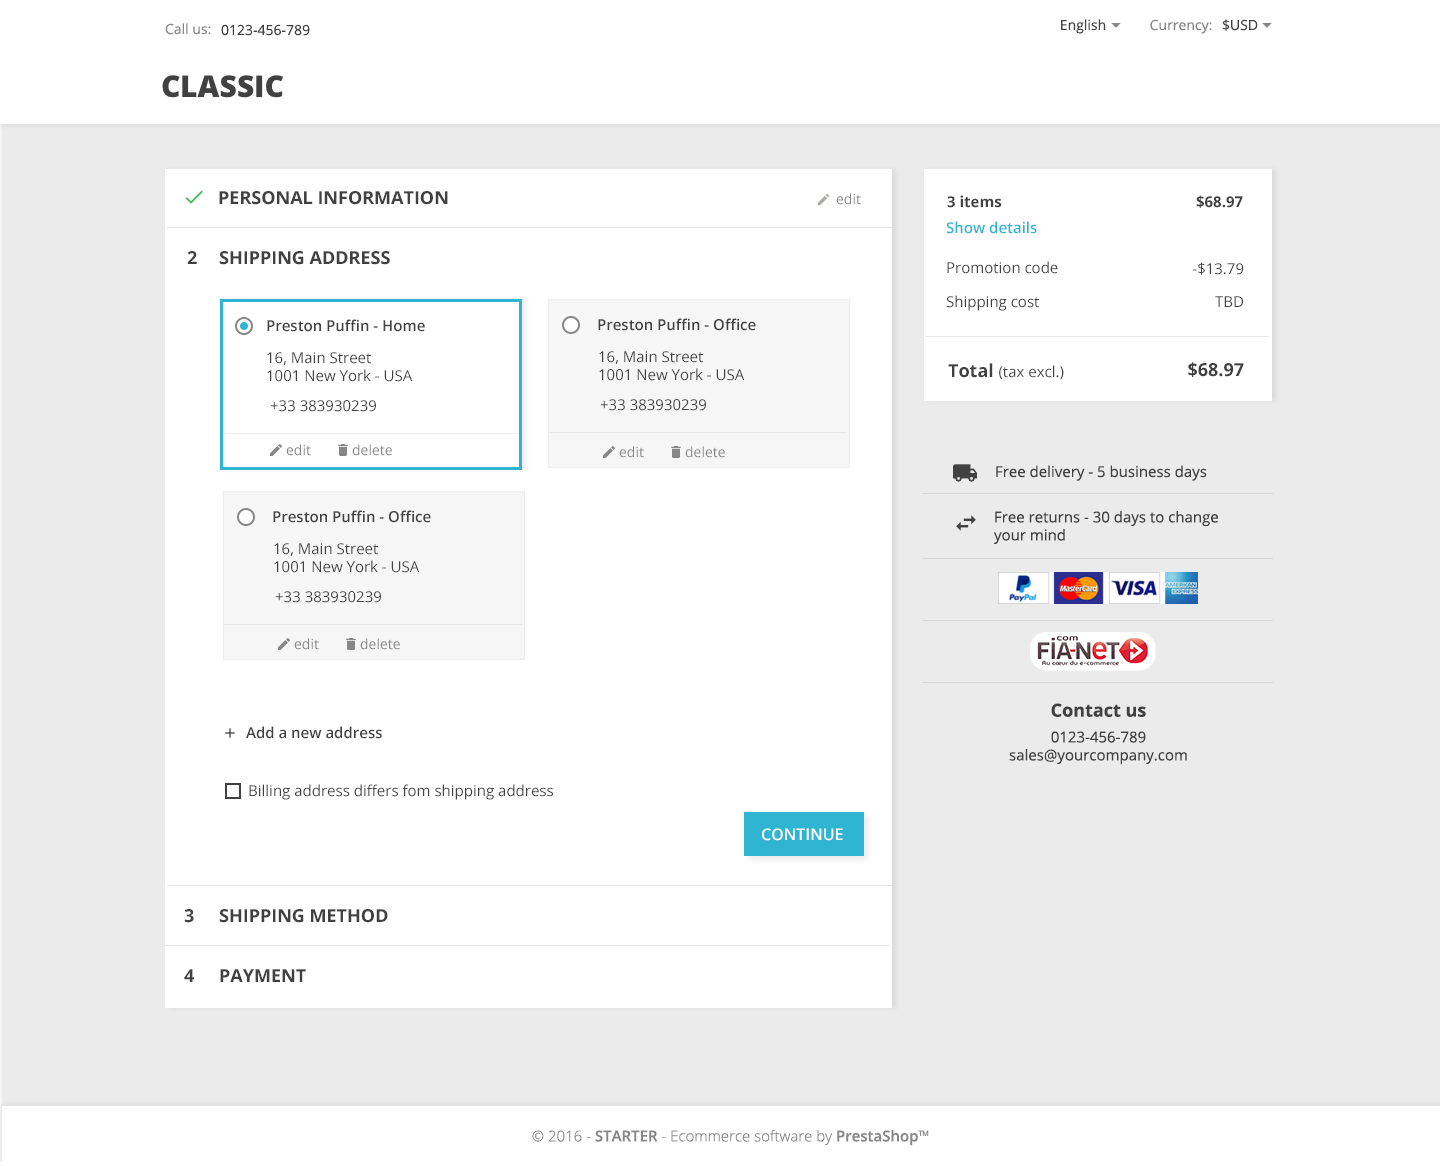 Call us: 0123-456-789
English
Currency: $USD
CLASSIC
PERSONAL INFORMATION
edit
2 SHIPPING ADDRESS
Preston Puffin - Home
16, Main Street
1001 New York - USA
+33 383930239
edit delete
Preston Puffin - Office
16, Main Street
1001 New York - USA
+33 383930239
edit delete
Preston Puffin - Office
16, Main Street
1001 New York - USA
+33 383930239
edit delete
+ Add a new address
Billing address differs fom shipping address
CONTINUE
3 SHIPPING METHOD
4 PAYMENT
3 items $68.97
Show details
Promotion code -$13.79
Shipping cost TBD
Total (tax excl.) $68.97
Free delivery - 5 business days
Free returns - 30 days to change
your mind
PayPal MasterCard VISA AMERICAN
EXPRESS
.com
FIA-NET
Au cœur du e-commerce
Contact us
0123-456-789
sales@yourcompany.com
© 2016 - STARTER - Ecommerce software by PrestaShop™